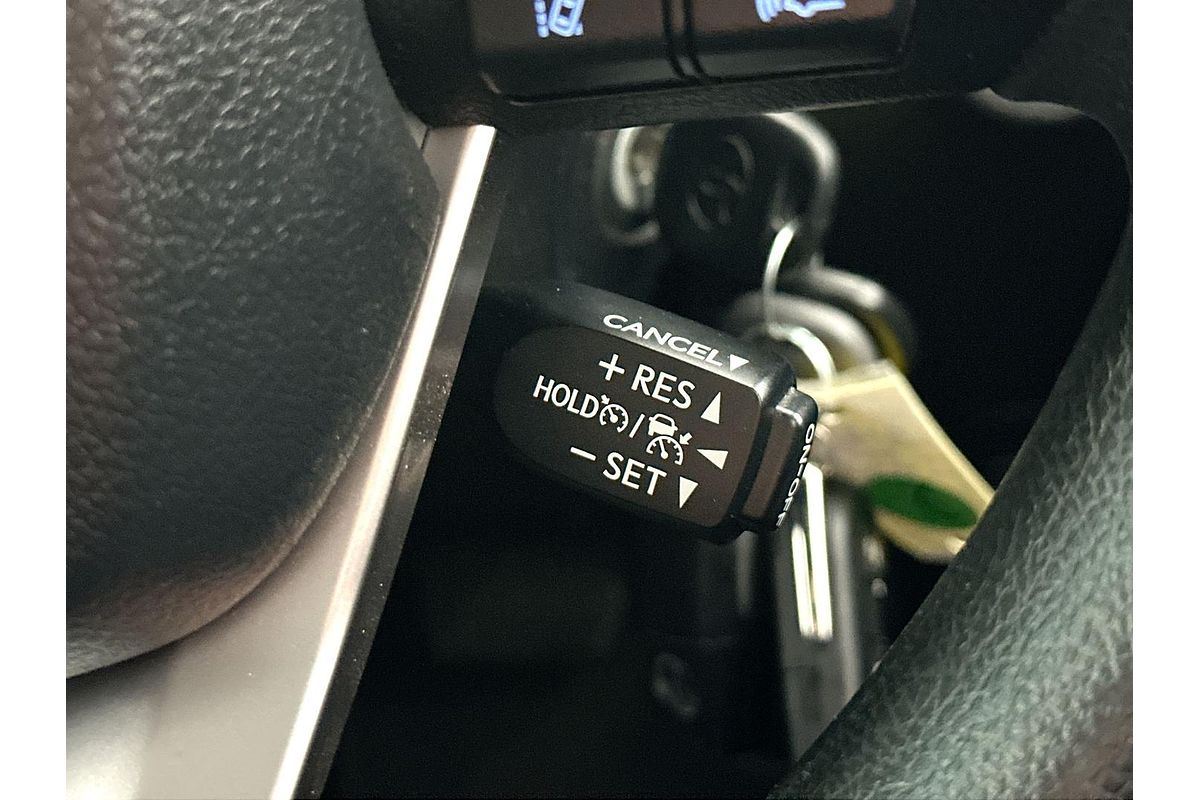 CANCEL▼
+ RES ▲
HOLD / ◀
− SET ▼
ON-OFF